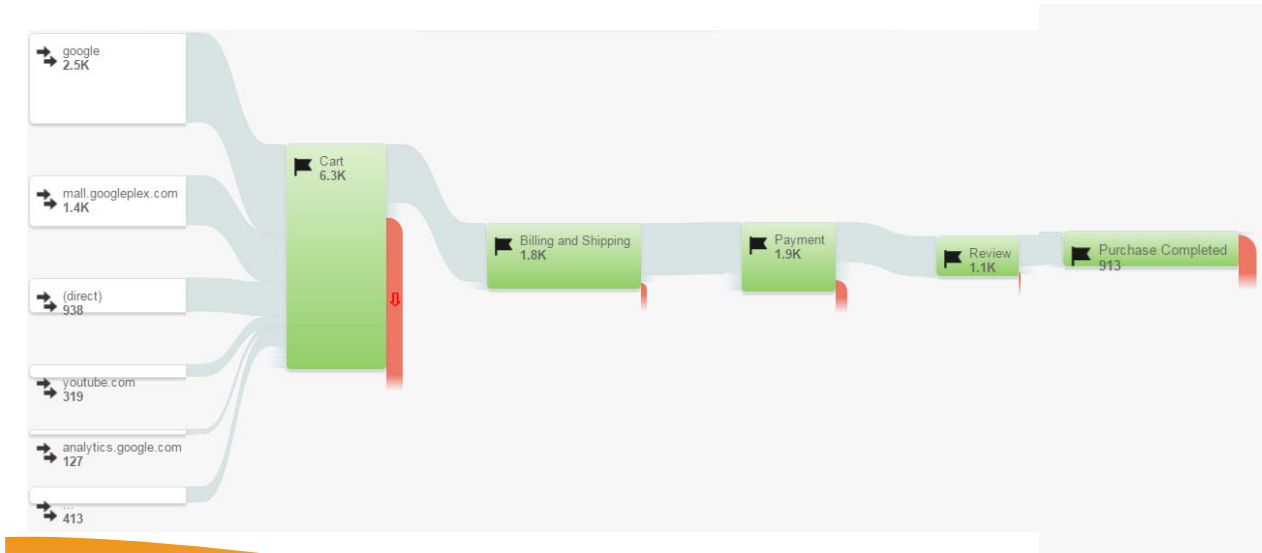 google
2.5K
mall.googleplex.com
1.4K
(direct)
938
youtube.com
319
analytics.google.com
127
...
413
Cart
6.3K
Billing and Shipping
1.8K
Payment
1.9K
Review
1.1K
Purchase Completed
913